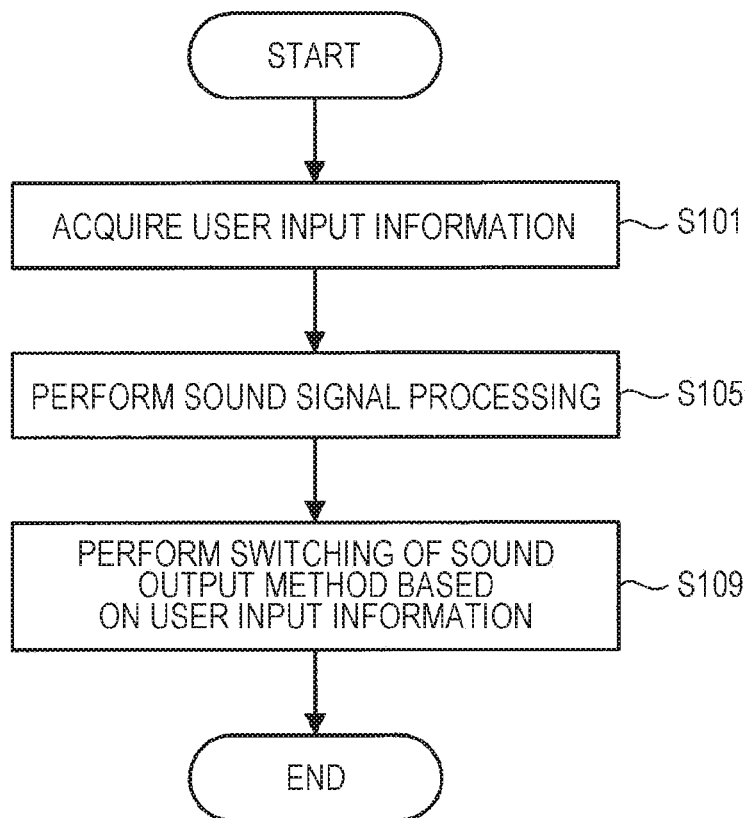 START
ACQUIRE USER INPUT INFORMATION
S101
PERFORM SOUND SIGNAL PROCESSING
S105
PERFORM SWITCHING OF SOUND
OUTPUT METHOD BASED
ON USER INPUT INFORMATION
S109
END